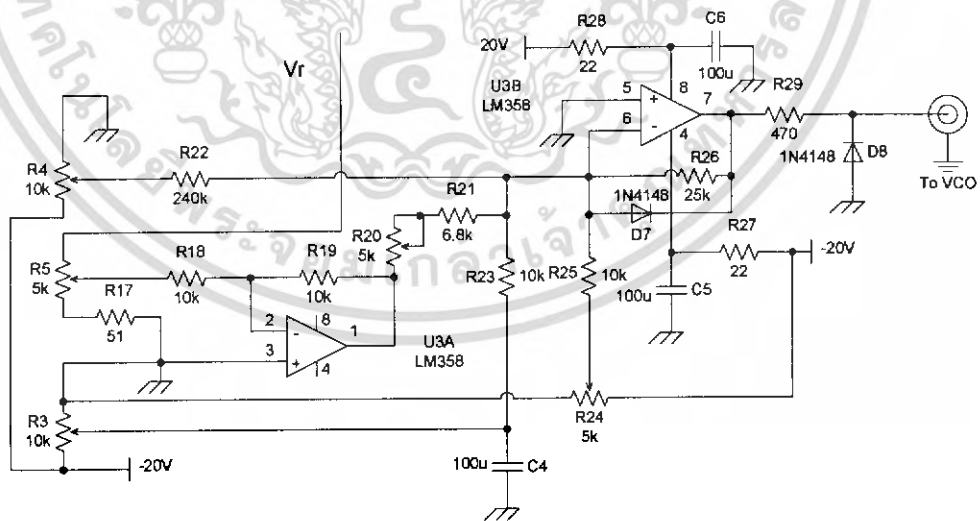 R28
C6
20V
22
100u
Vr
U3B
LM358
5
8
7
6
4
R29
470
R4
10k
R22
240k
R21
6.8k
R26
25k
1N4148
D8
To VCO
1N4148
D7
R27
22
-20V
R5
5k
R18
10k
R19
10k
R20
5k
R23
10k
R25
10k
100u
C5
R17
51
2
8
1
3
4
U3A
LM358
R3
10k
R24
5k
-20V
100u
C4